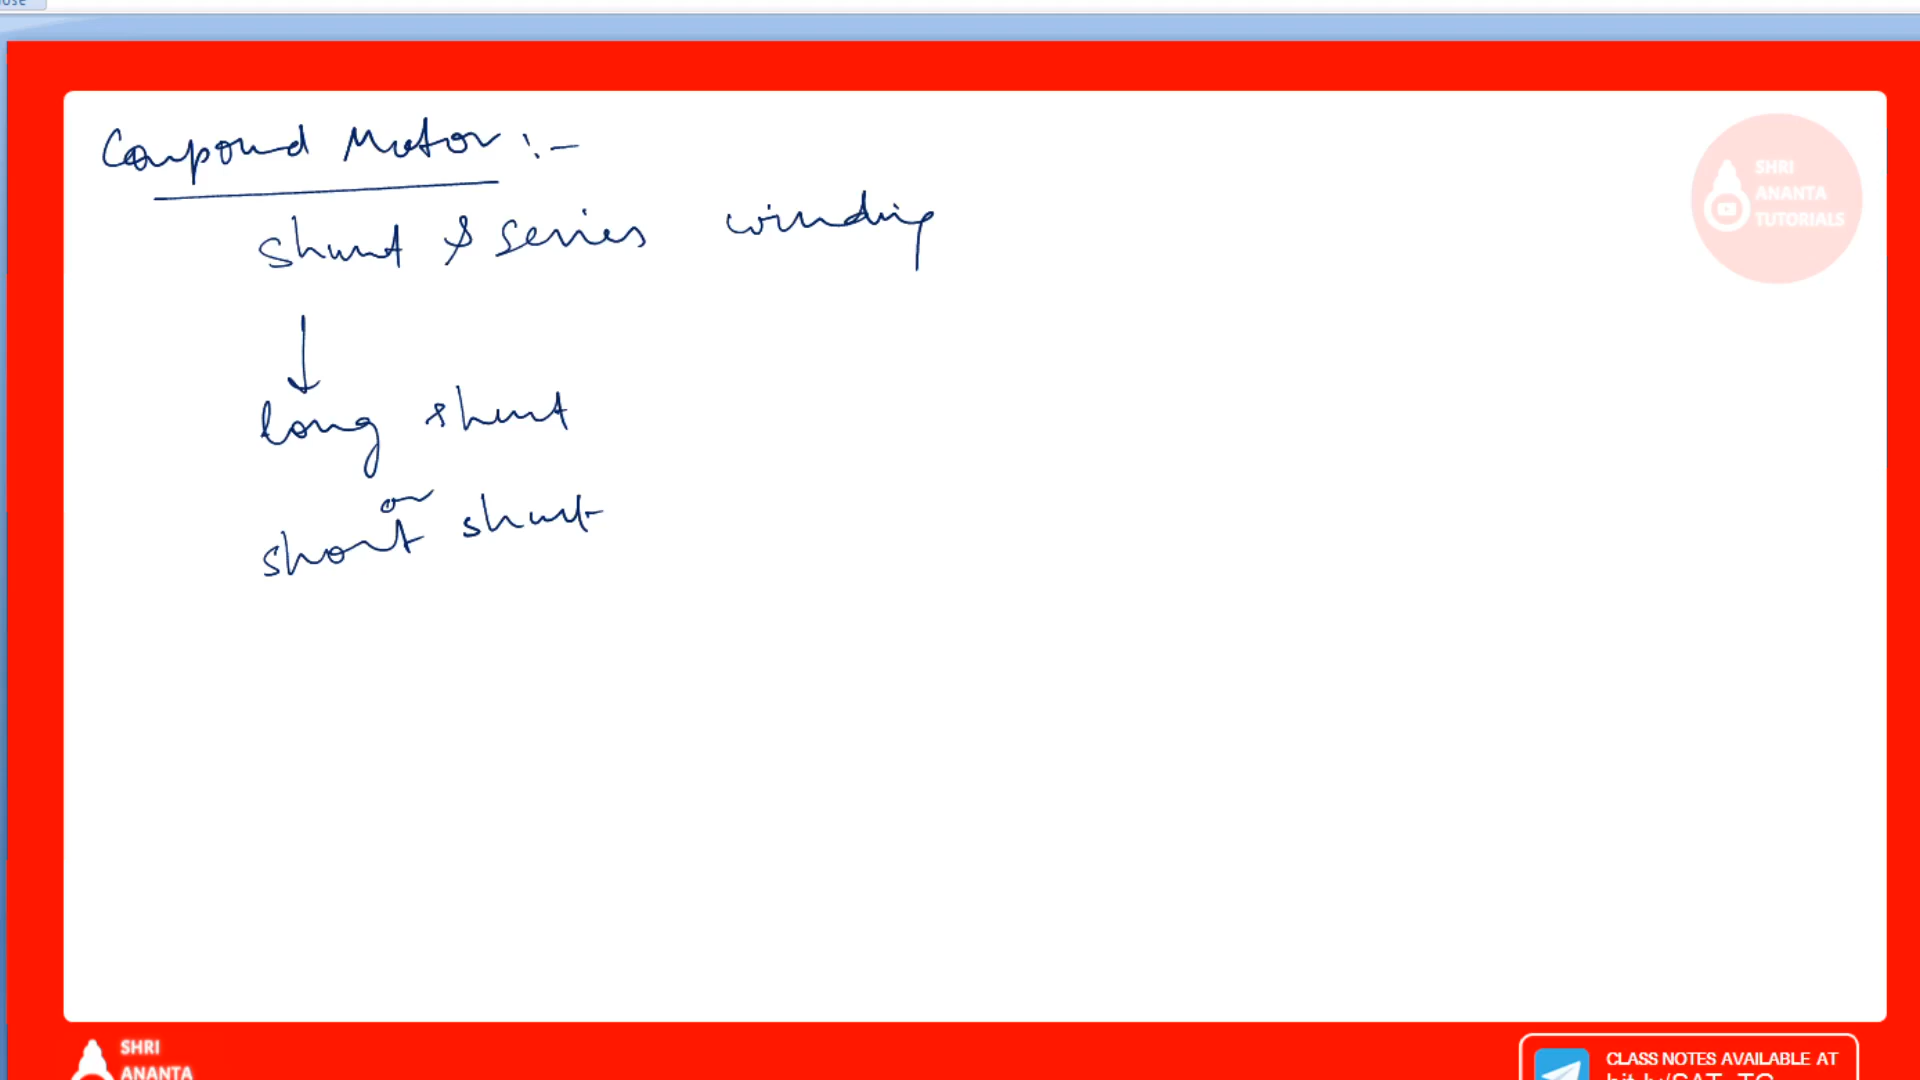 Compound Motor :-
shunt & series winding
long shunt
or
short shunt
SHRI
ANANTA
TUTORIALS
SHRI
ANANTA
CLASS NOTES AVAILABLE AT